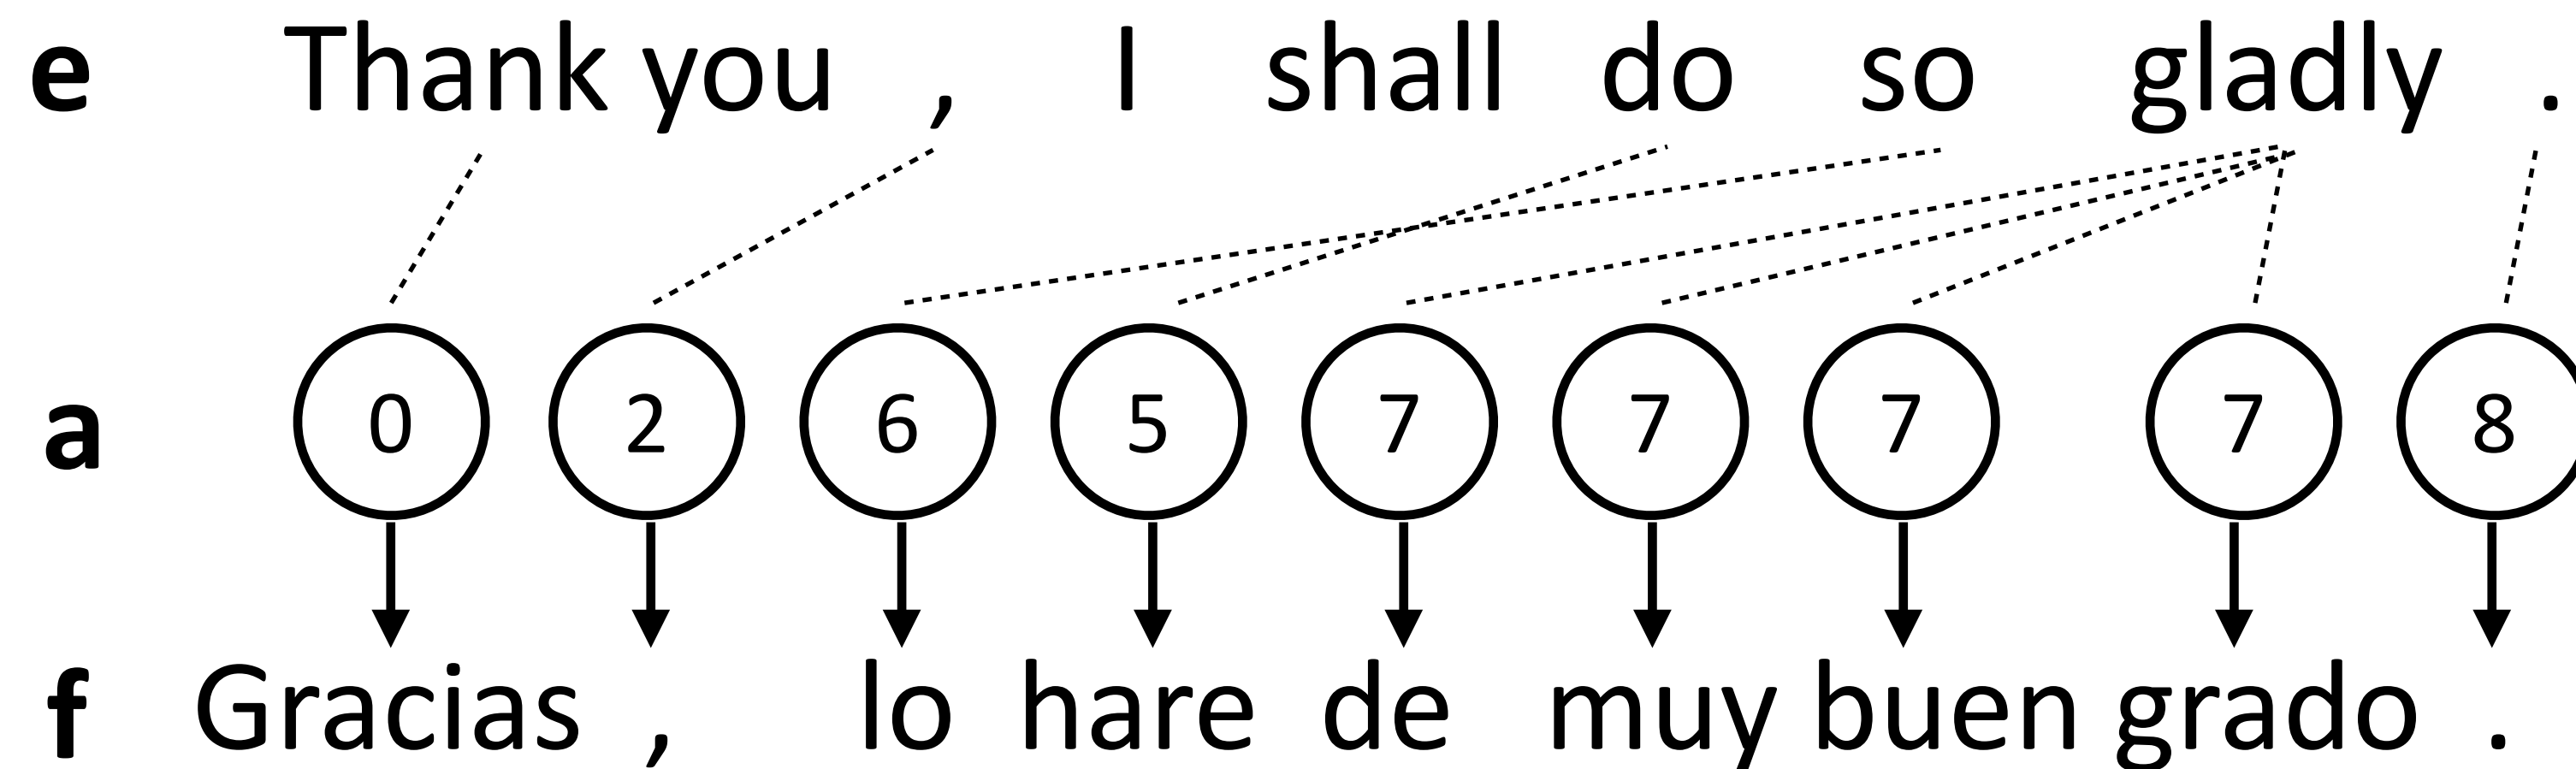 e Thank you , I shall do so gladly .
a 0 2 6 5 7 7 7 7 8
f Gracias , lo hare de muy buen grado .